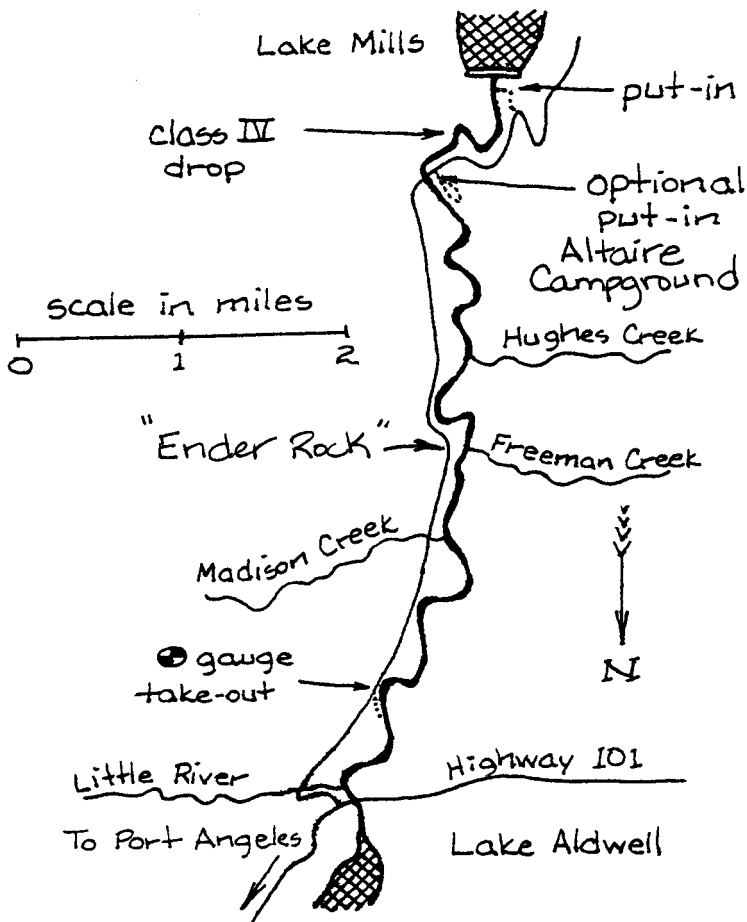 Lake Mills
put-in
class IV
drop
optional
put-in
Altaire
Campground
scale in miles
0 1 2
Hughes Creek
"Ender Rock"
Freeman Creek
Madison Creek
N
gauge
take-out
Little River
Highway 101
To Port Angeles
Lake Aldwell